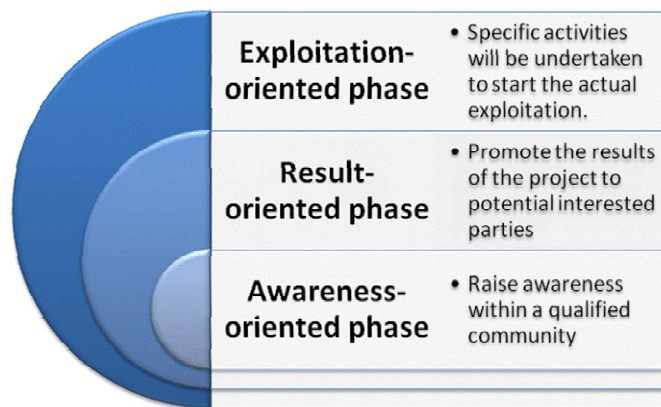 Exploitation-
oriented phase
• Specific activities
will be undertaken
to start the actual
exploitation.
Result-
oriented phase
• Promote the results
of the project to
potential interested
parties
Awareness-
oriented phase
• Raise awareness
within a qualified
community